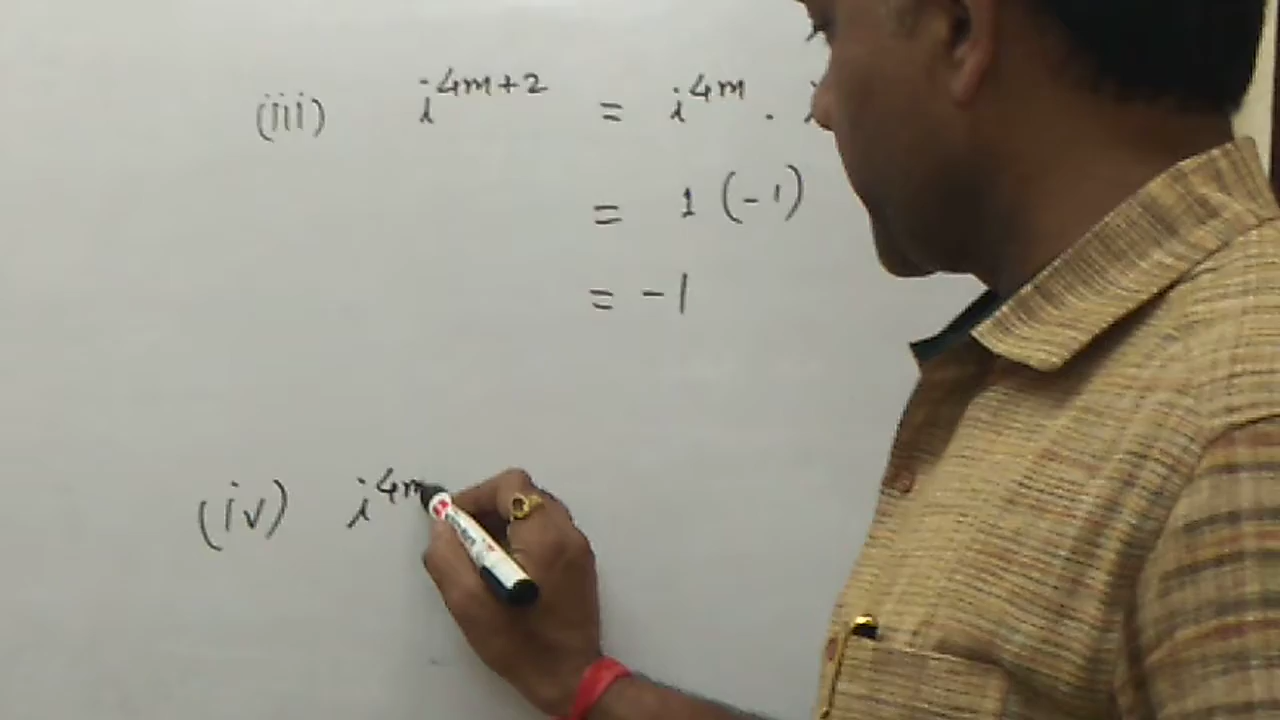 (iii) i^4m+2 = i^4m . i
= 1 (-1)
= -1
(iv) i^4m